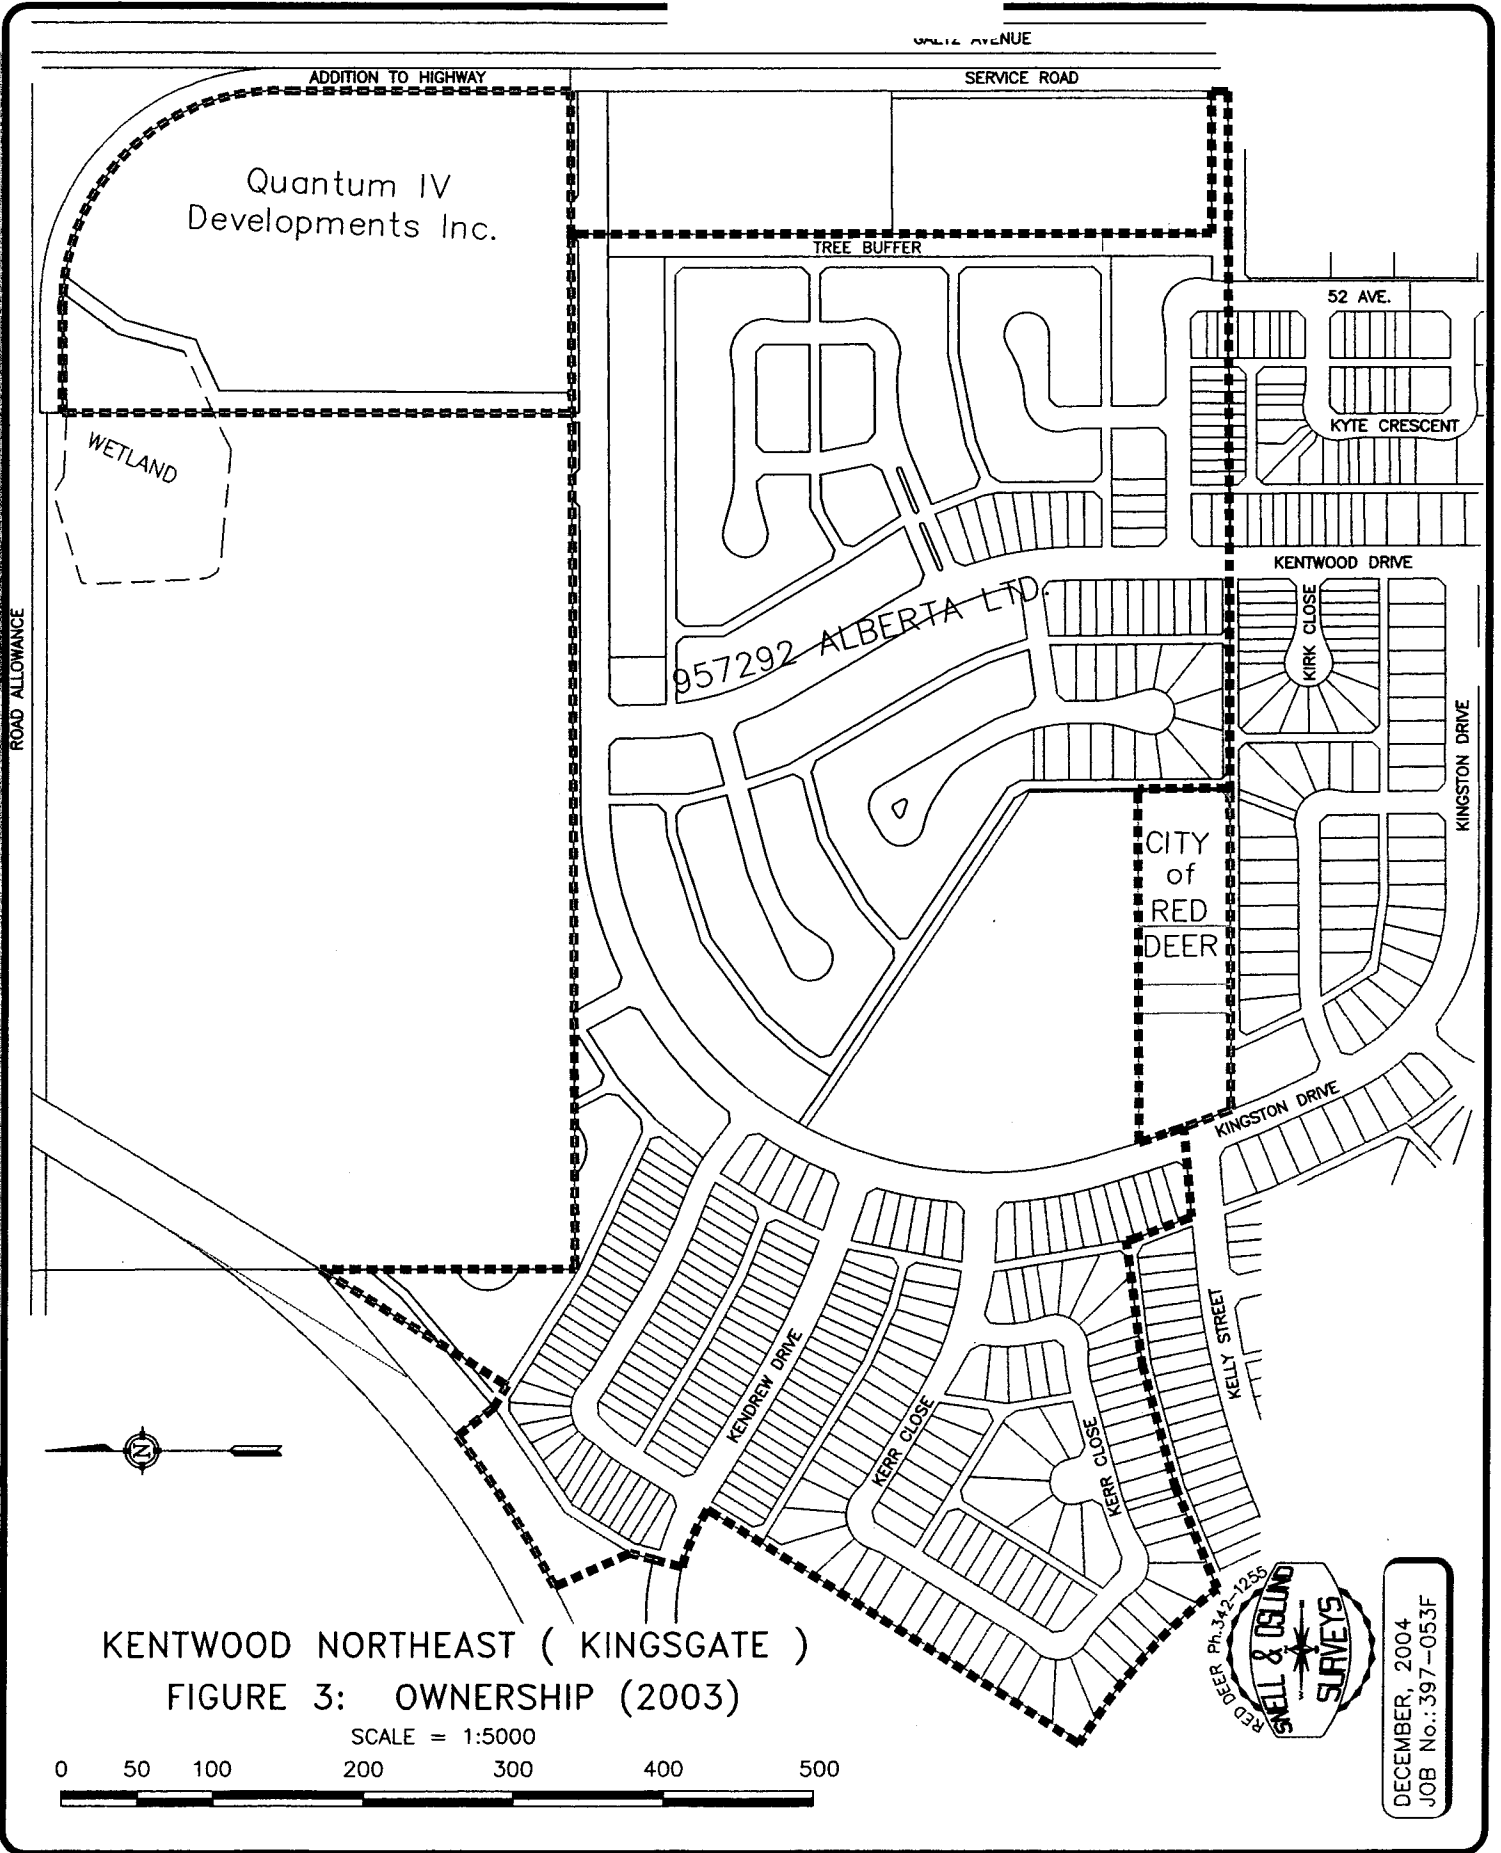 AVENUE
ADDITION TO HIGHWAY
SERVICE ROAD
Quantum IV
Developments Inc.
TREE BUFFER
52 AVE.
KYTE CRESCENT
WETLAND
KENTWOOD DRIVE
KIRK CLOSE
957292 ALBERTA LTD.
ROAD ALLOWANCE
KINGSTON DRIVE
CITY
of
RED
DEER
KINGSTON DRIVE
KELLY STREET
KENDREW DRIVE
KERR CLOSE
KERR CLOSE
N
RED DEER Ph.342-1255
SNELL & OSLUND
SURVEYS
DECEMBER, 2004
JOB No.: 397-053F
KENTWOOD NORTHEAST ( KINGSGATE )
FIGURE 3: OWNERSHIP (2003)
SCALE = 1:5000
0 50 100 200 300 400 500